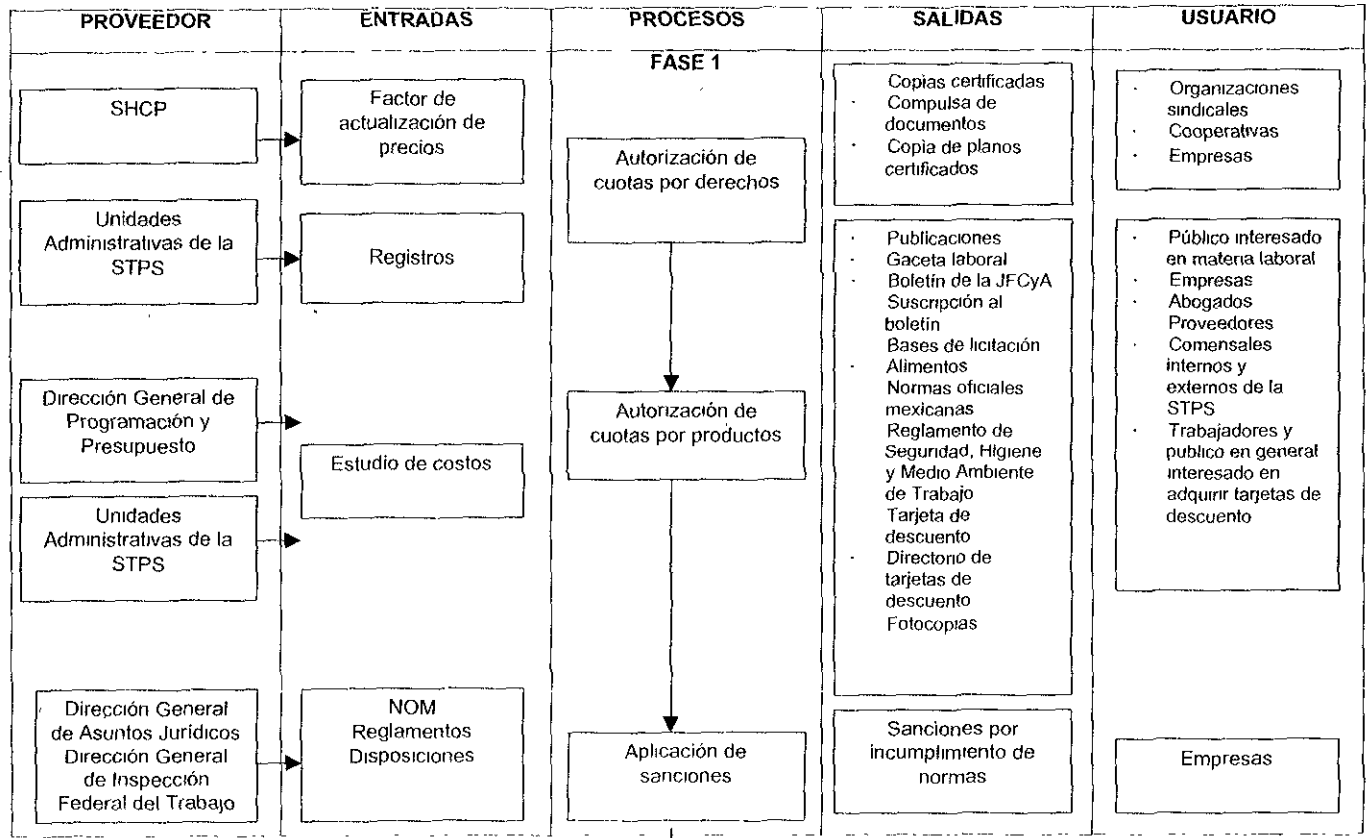 PROVEEDOR
ENTRADAS
PROCESOS
SALIDAS
USUARIO
FASE 1
SHCP
Factor de
actualización de
precios
Autorización de
cuotas por derechos
Copias certificadas
· Compulsa de
documentos
· Copia de planos
certificados
· Organizaciones
sindicales
· Cooperativas
· Empresas
Unidades
Administrativas de la
STPS
Registros
· Publicaciones
· Gaceta laboral
· Boletín de la JFCyA
Suscripción al
boletín
Bases de licitación
· Alimentos
Normas oficiales
mexicanas
Reglamento de
Seguridad, Higiene
y Medio Ambiente
de Trabajo
Tarjeta de
descuento
· Directorio de
tarjetas de
descuento
Fotocopias
· Público interesado
en materia laboral
· Empresas
· Abogados
Proveedores
· Comensales
internos y
externos de la
STPS
· Trabajadores y
publico en general
interesado en
adquirir tarjetas de
descuento
Dirección General de
Programación y
Presupuesto
Estudio de costos
Autorización de
cuotas por productos
Unidades
Administrativas de la
STPS
Dirección General
de Asuntos Jurídicos
Dirección General
de Inspección
Federal del Trabajo
NOM
Reglamentos
Disposiciones
Aplicación de
sanciones
Sanciones por
incumplimiento de
normas
Empresas